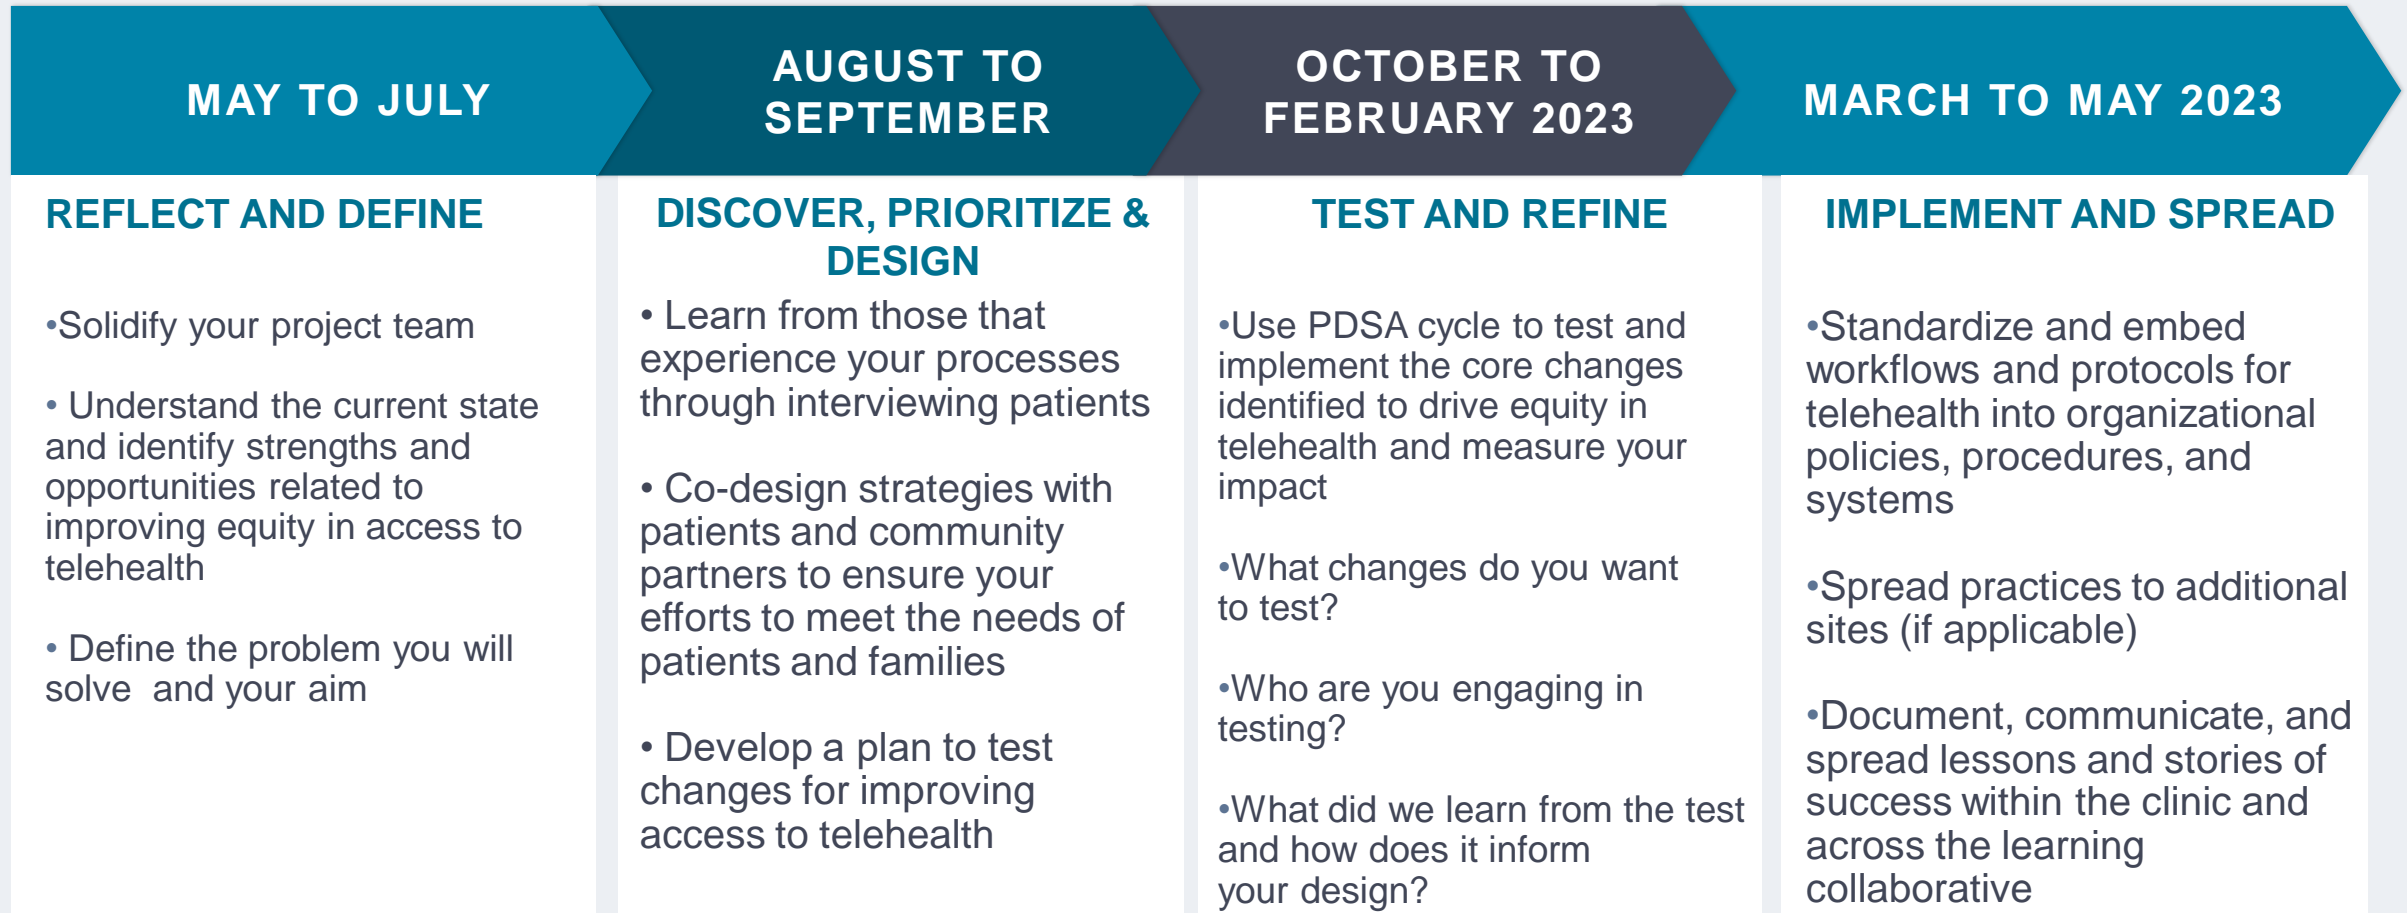 MAY TO JULY
AUGUST TO
SEPTEMBER
OCTOBER TO
FEBRUARY 2023
MARCH TO MAY 2023
REFLECT AND DEFINE
•Solidify your project team
• Understand the current state
and identify strengths and
opportunities related to
improving equity in access to
telehealth
• Define the problem you will
solve  and your aim
DISCOVER, PRIORITIZE &
DESIGN
• Learn from those that
experience your processes
through interviewing patients
• Co-design strategies with
patients and community
partners to ensure your
efforts to meet the needs of
patients and families
• Develop a plan to test
changes for improving
access to telehealth
TEST AND REFINE
•Use PDSA cycle to test and
implement the core changes
identified to drive equity in
telehealth and measure your
impact
•What changes do you want
to test?
•Who are you engaging in
testing?
•What did we learn from the test
and how does it inform
your design?
IMPLEMENT AND SPREAD
•Standardize and embed
workflows and protocols for
telehealth into organizational
policies, procedures, and
systems
•Spread practices to additional
sites (if applicable)
•Document, communicate, and
spread lessons and stories of
success within the clinic and
across the learning
collaborative